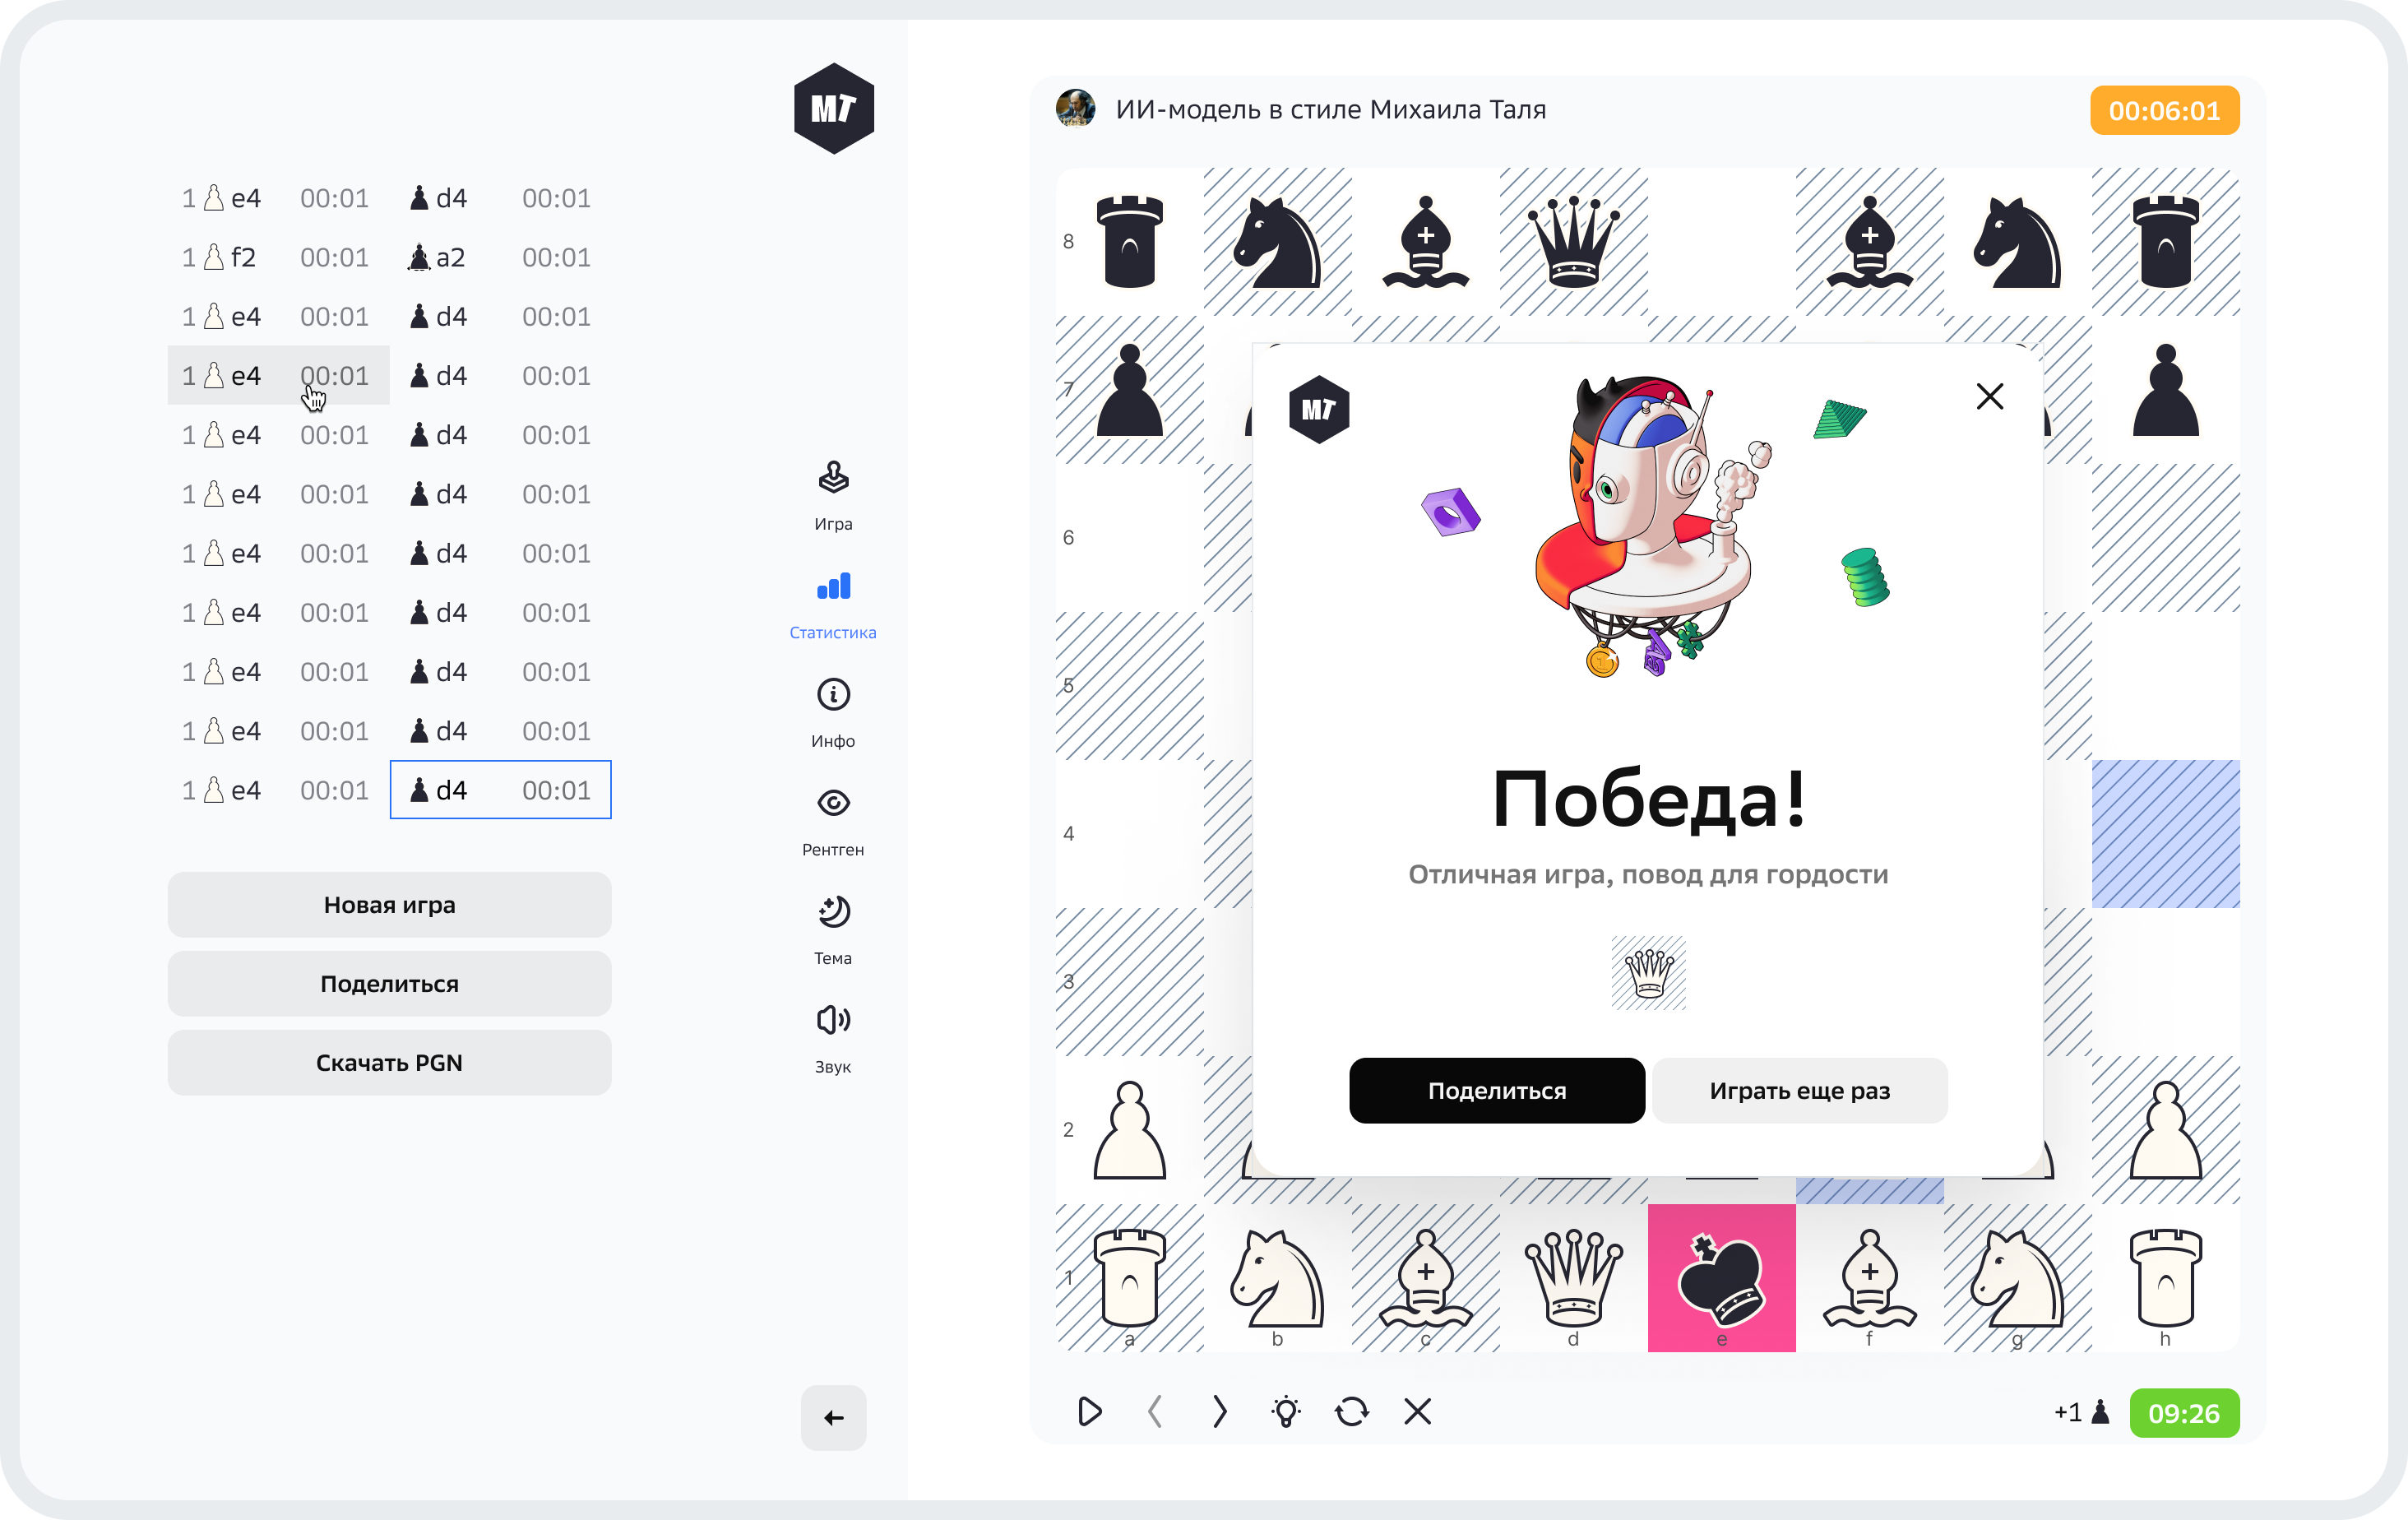 МТ
1 e4 00:01 d4 00:01
1 f2 00:01 a2 00:01
1 e4 00:01 d4 00:01
1 e4 00:01 d4 00:01
1 e4 00:01 d4 00:01
1 e4 00:01 d4 00:01
1 e4 00:01 d4 00:01
1 e4 00:01 d4 00:01
1 e4 00:01 d4 00:01
1 e4 00:01 d4 00:01
1 e4 00:01 d4 00:01
Новая игра
Поделиться
Скачать PGN
Игра
Статистика
Инфо
Рентген
Тема
Звук
ИИ-модель в стиле Михаила Таля
00:06:01
8
7
6
5
4
3
2
1
a b c d e f g h
МТ
Победа!
Отличная игра, повод для гордости
Поделиться
Играть еще раз
+1
09:26